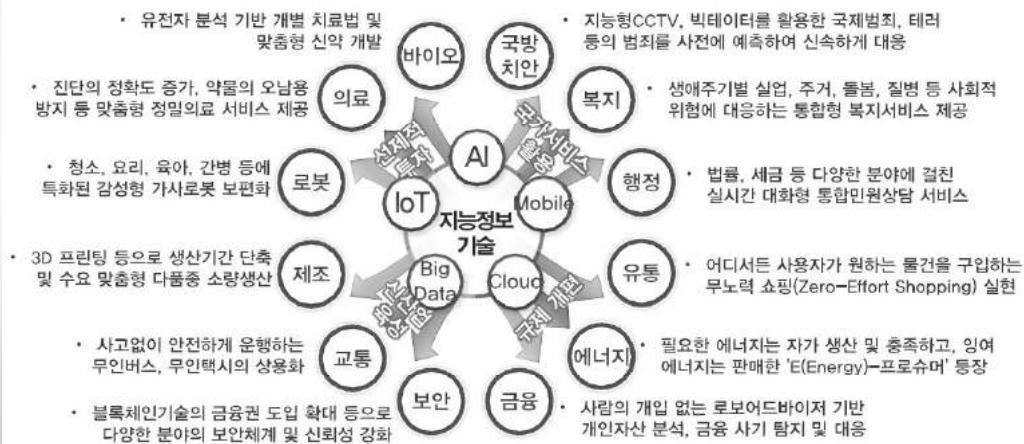 • 유전자 분석 기반 개별 치료법 및
맞춤형 신약 개발
바이오
국방
치안
• 지능형CCTV, 빅테이터를 활용한 국제범죄, 테러
등의 범죄를 사전에 예측하여 신속하게 대응
• 진단의 정확도 증가, 약물의 오남용
방지 등 맞춤형 정밀의료 서비스 제공
의료
복지
• 생애주기별 실업, 주거, 돌봄, 질병 등 사회적
위험에 대응하는 통합형 복지서비스 제공
선제적
투자
국가서비스
활용
AI
• 청소, 요리, 육아, 간병 등에
특화된 감성형 가사로봇 보편화
로봇
IoT
Mobile
행정
• 법률, 세금 등 다양한 분야에 걸친
실시간 대화형 통합민원상담 서비스
지능정보
기술
• 3D 프린팅 등으로 생산기간 단축
및 수요 맞춤형 다품종 소량생산
제조
Big
Data
Cloud
유통
• 어디서든 사용자가 원하는 물건을 구입하는
무노력 쇼핑(Zero-Effort Shopping) 실현
규제 개편
• 사고없이 안전하게 운행하는
무인버스, 무인택시의 상용화
교통
에너지
• 필요한 에너지는 자가 생산 및 충족하고, 잉여
에너지는 판매한 'E(Energy)-프로슈머' 등장
• 블록체인기술의 금융권 도입 확대 등으로
다양한 분야의 보안체계 및 신뢰성 강화
보안
금융
• 사람의 개입 없는 로보어드바이저 기반
개인자산 분석, 금융 사기 탐지 및 대응